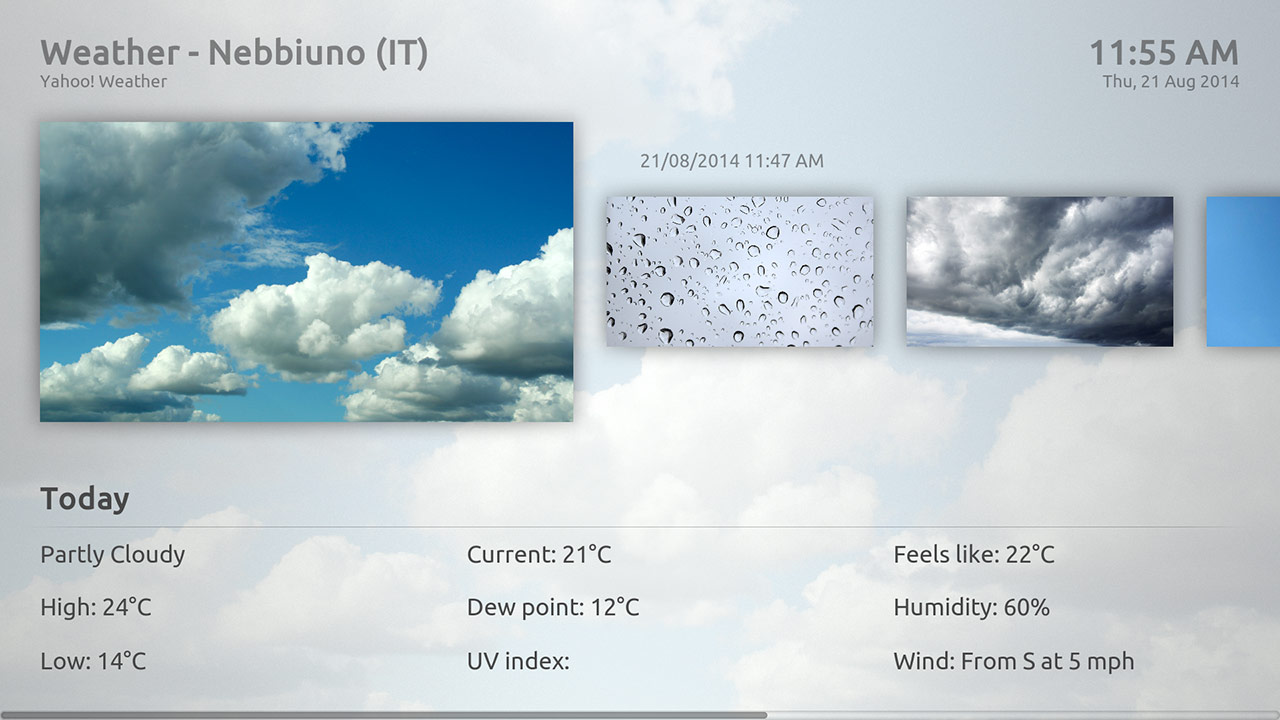 Weather - Nebbiuno (IT)
Yahoo! Weather
11:55 AM
Thu, 21 Aug 2014
21/08/2014 11:47 AM
Today
Partly Cloudy
Current: 21°C
Feels like: 22°C
High: 24°C
Dew point: 12°C
Humidity: 60%
Low: 14°C
UV index:
Wind: From S at 5 mph